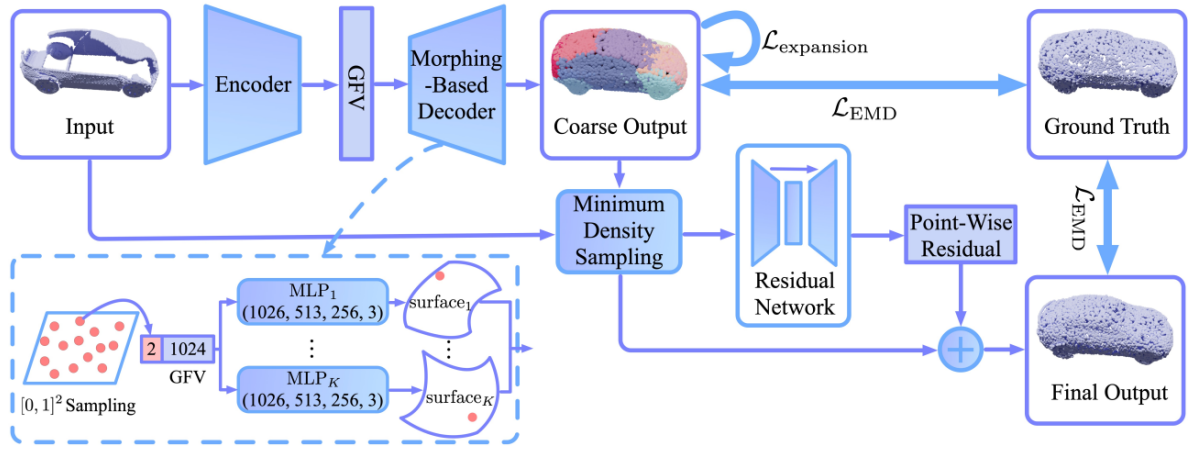 Input
Encoder
GFV
Morphing
-Based
Decoder
Coarse Output
ℒexpansion
ℒEMD
Ground Truth
ℒEMD
Minimum
Density
Sampling
Residual
Network
Point-Wise
Residual
+
Final Output
[0, 1]² Sampling
2 1024
GFV
MLP₁
(1026, 513, 256, 3)
⋮
MLP_K
(1026, 513, 256, 3)
surface₁
⋮
surface_K